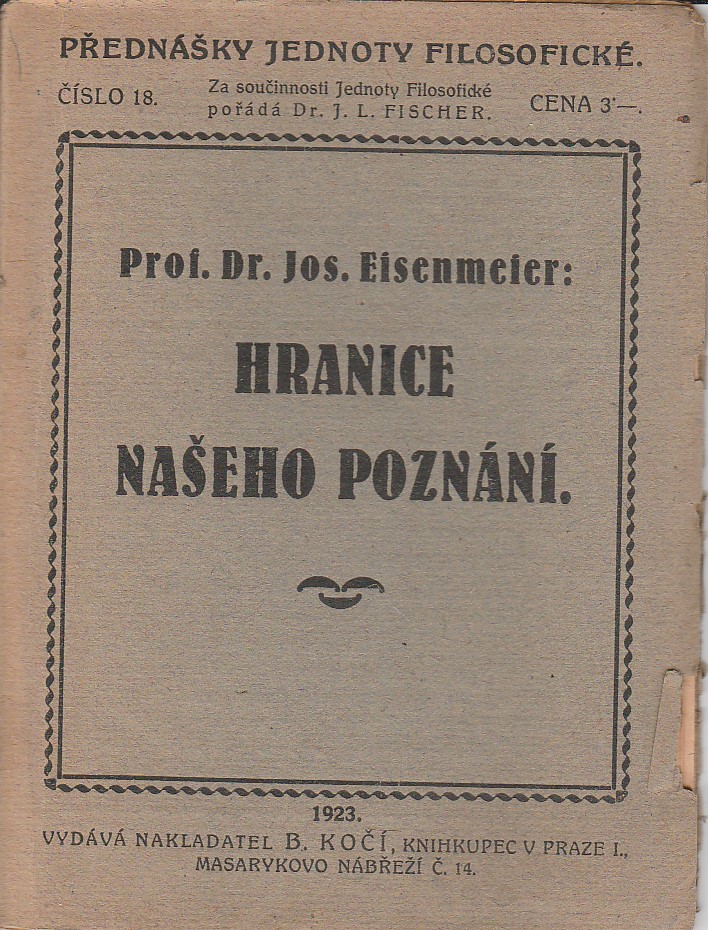 PŘEDNÁŠKY JEDNOTY FILOSOFICKÉ.
ČÍSLO 18.
Za součinnosti Jednoty Filosofické
pořádá Dr. J. L. FISCHER.
CENA 3·—.
Prof. Dr. Jos. Eisenmeier:
HRANICE
NAŠEHO POZNÁNÍ.
1923.
VYDÁVÁ NAKLADATEL B. KOČÍ, KNIHKUPEC V PRAZE I.,
MASARYKOVO NÁBŘEŽÍ Č. 14.